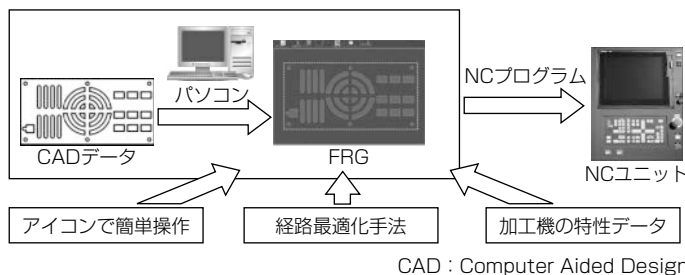 パソコン
NCプログラム
CADデータ
FRG
NCユニット
アイコンで簡単操作
経路最適化手法
加工機の特性データ
CAD：Computer Aided Design